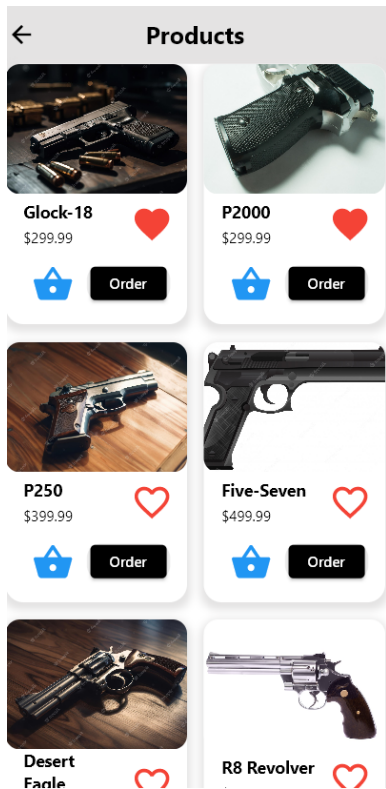 Products
Glock-18
$299.99
Order
P2000
$299.99
Order
P250
$399.99
Order
Five-Seven
$499.99
Order
Desert
Eagle
R8 Revolver